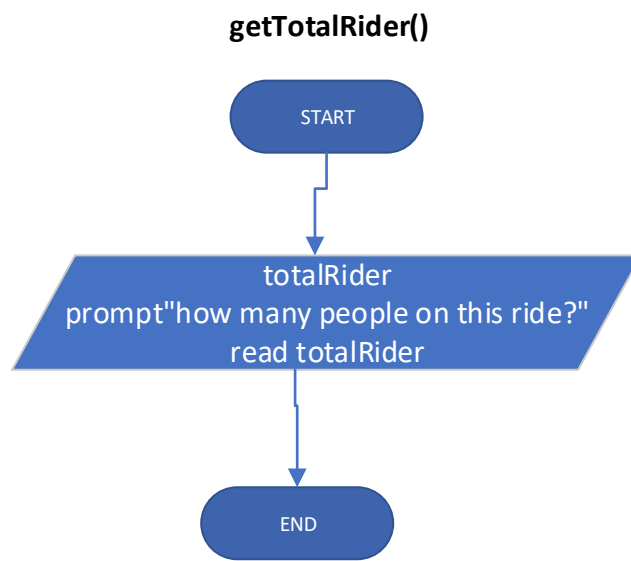 getTotalRider()
START
totalRider
prompt"how many people on this ride?"
read totalRider
END